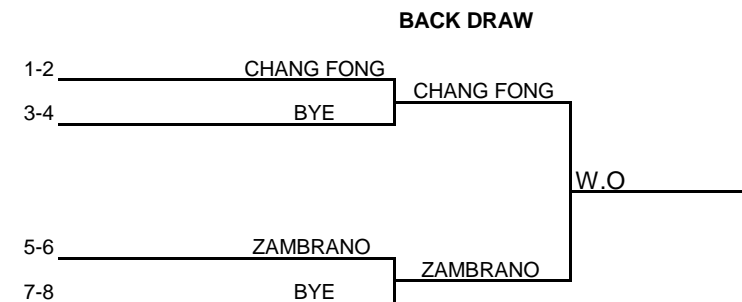 BACK DRAW
1-2 CHANG FONG
CHANG FONG
3-4 BYE
W.O
5-6 ZAMBRANO
ZAMBRANO
7-8 BYE